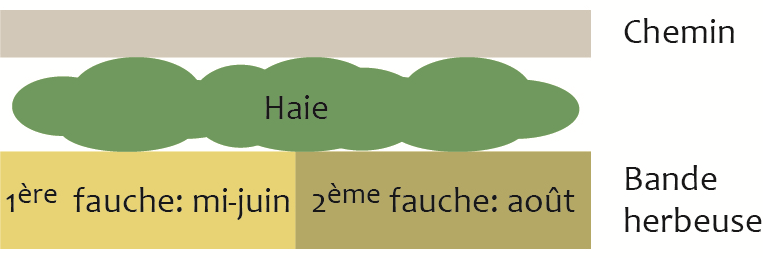 Chemin
Haie
1ère fauche: mi-juin
2ème fauche: août
Bande
herbeuse